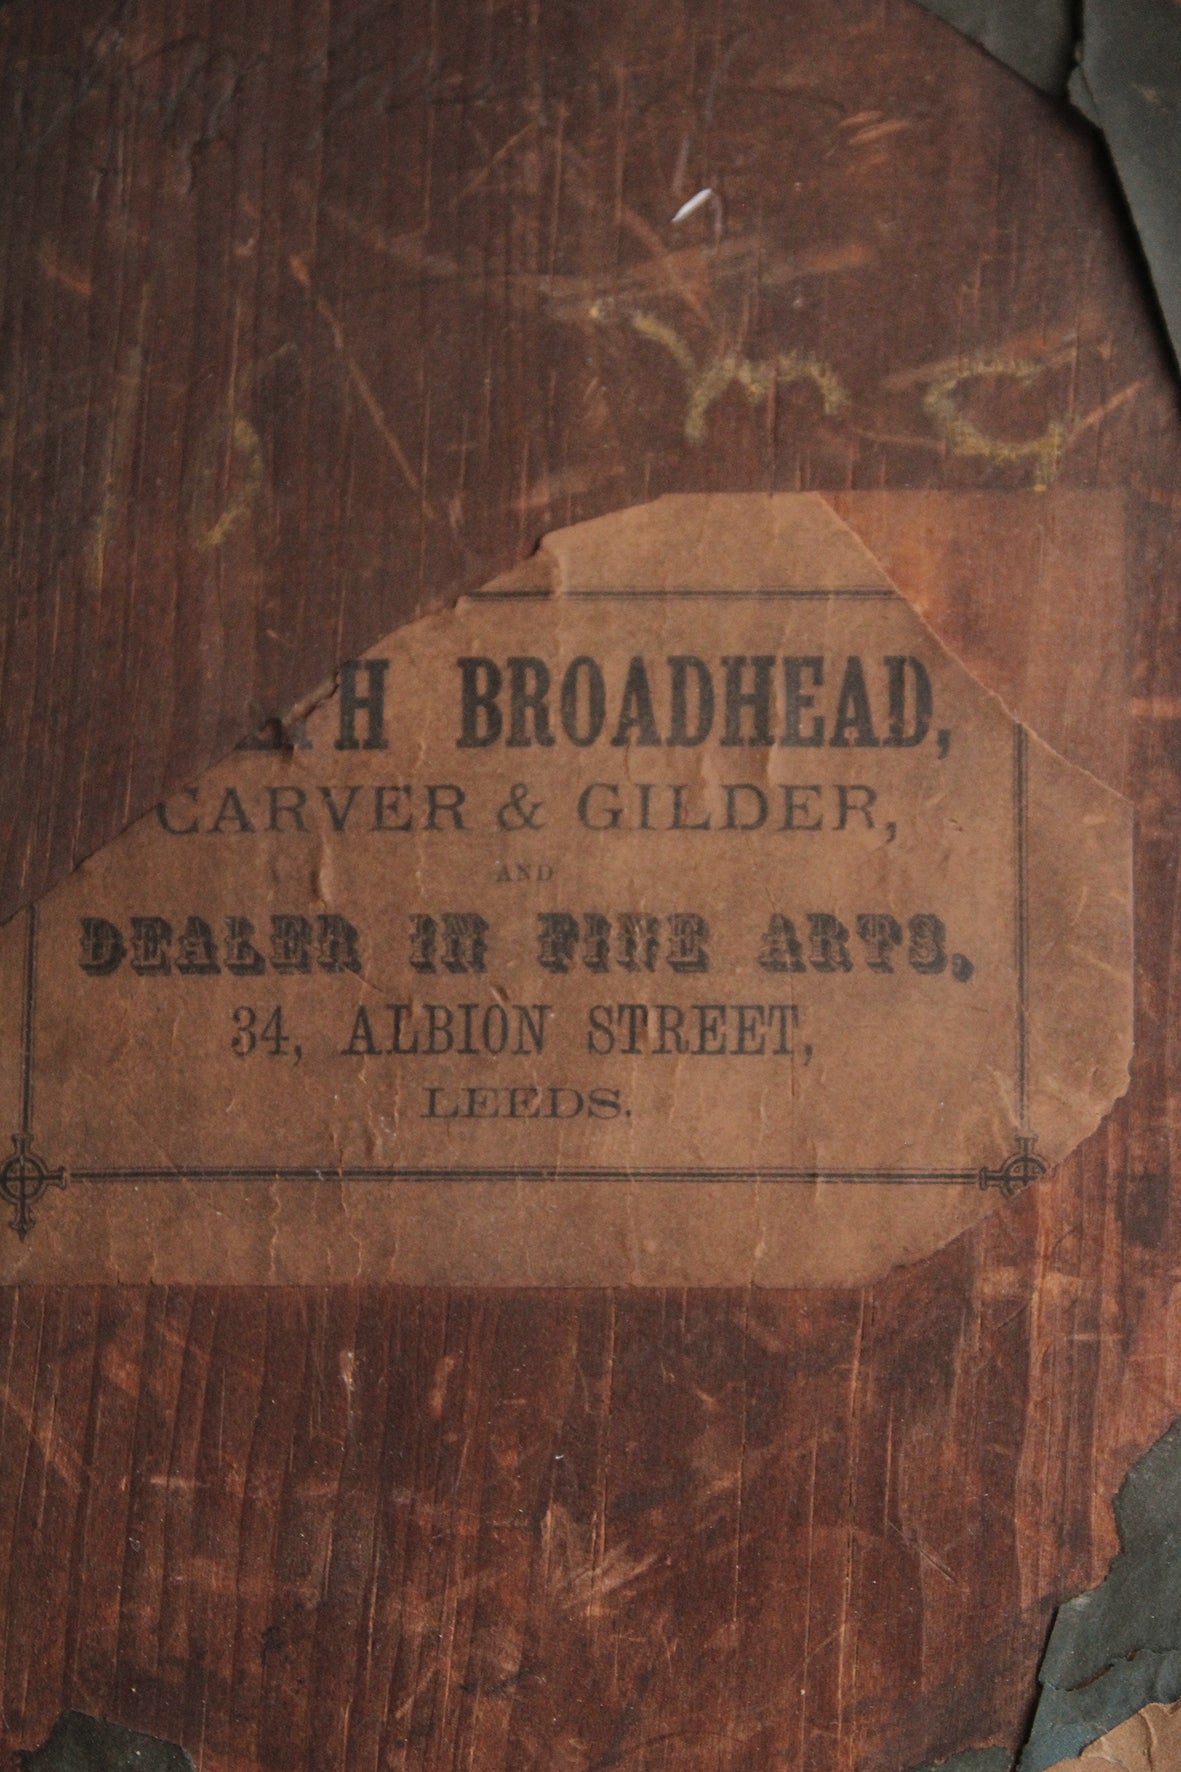 H BROADHEAD,
CARVER & GILDER,
AND
DEALER IN FINE ARTS,
34, ALBION STREET,
LEEDS.